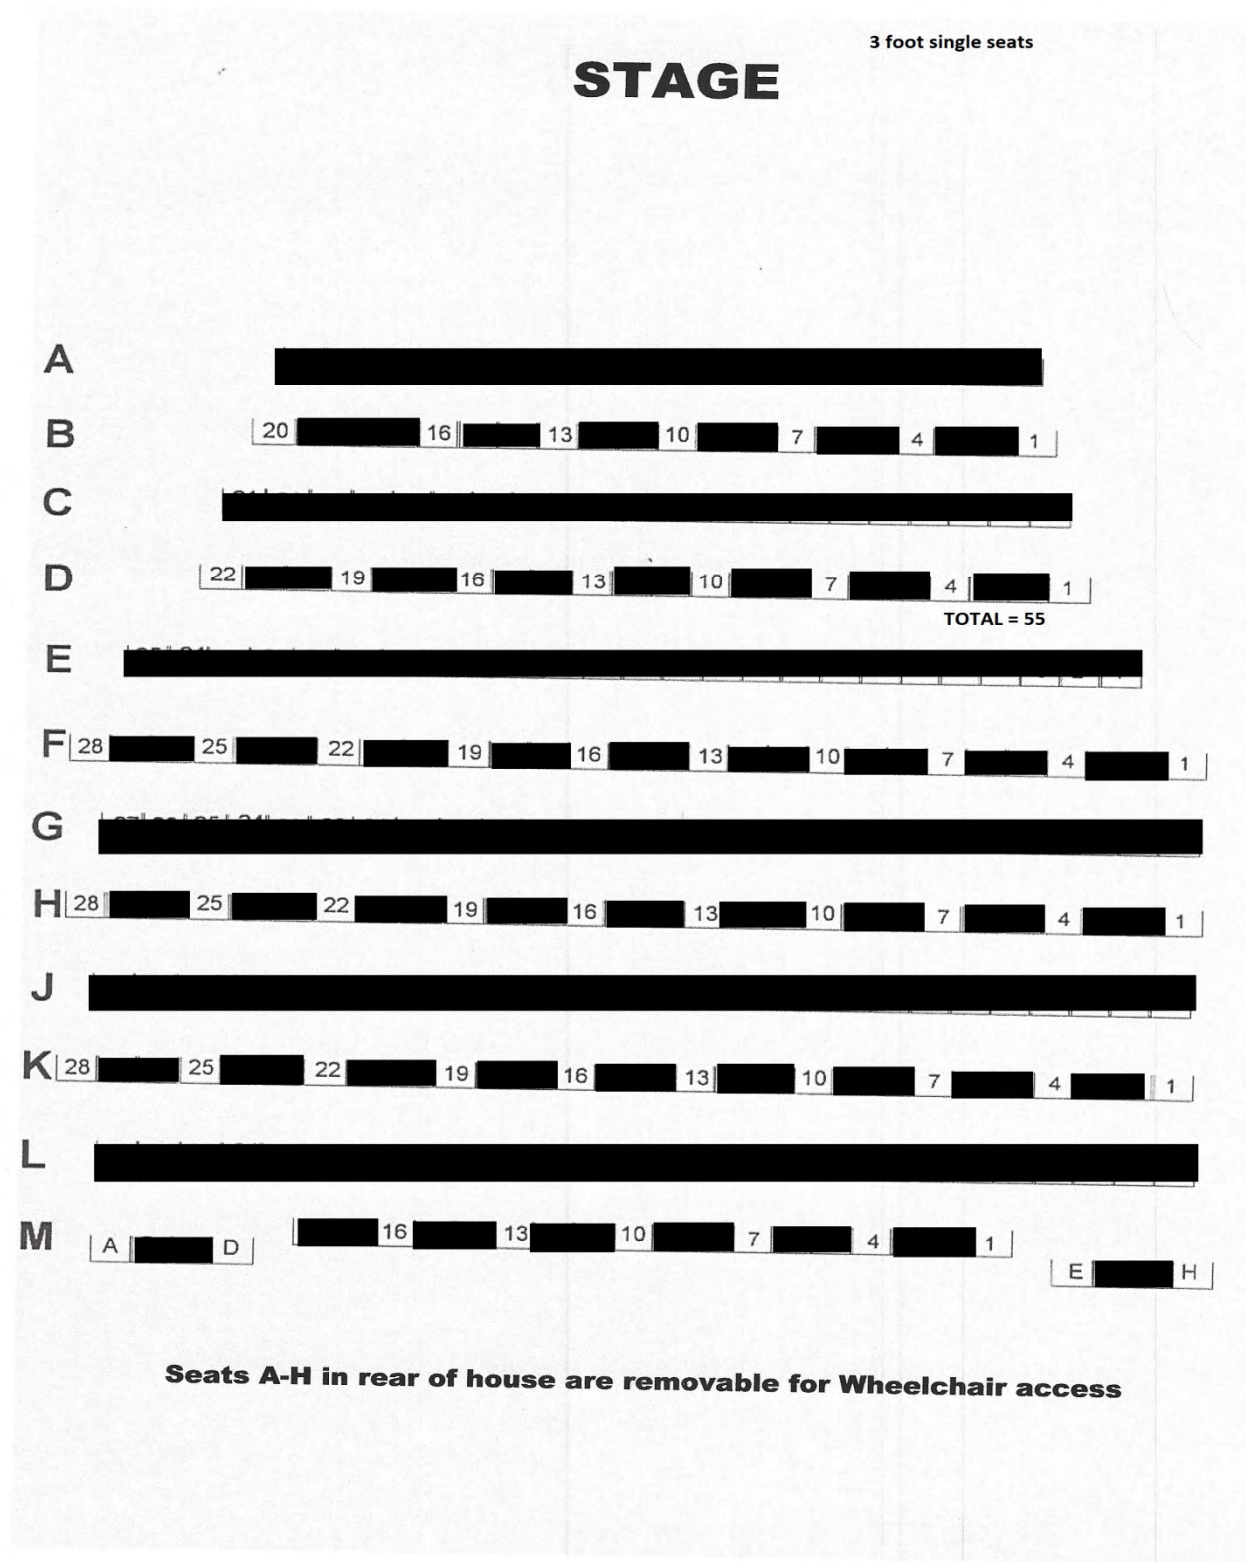 3 foot single seats
STAGE
A
B 20 16 13 10 7 4 1
C
D 22 19 16 13 10 7 4 1
TOTAL = 55
E
F 28 25 22 19 16 13 10 7 4 1
G
H 28 25 22 19 16 13 10 7 4 1
J
K 28 25 22 19 16 13 10 7 4 1
L
M A D 16 13 10 7 4 1 E H
Seats A-H in rear of house are removable for Wheelchair access